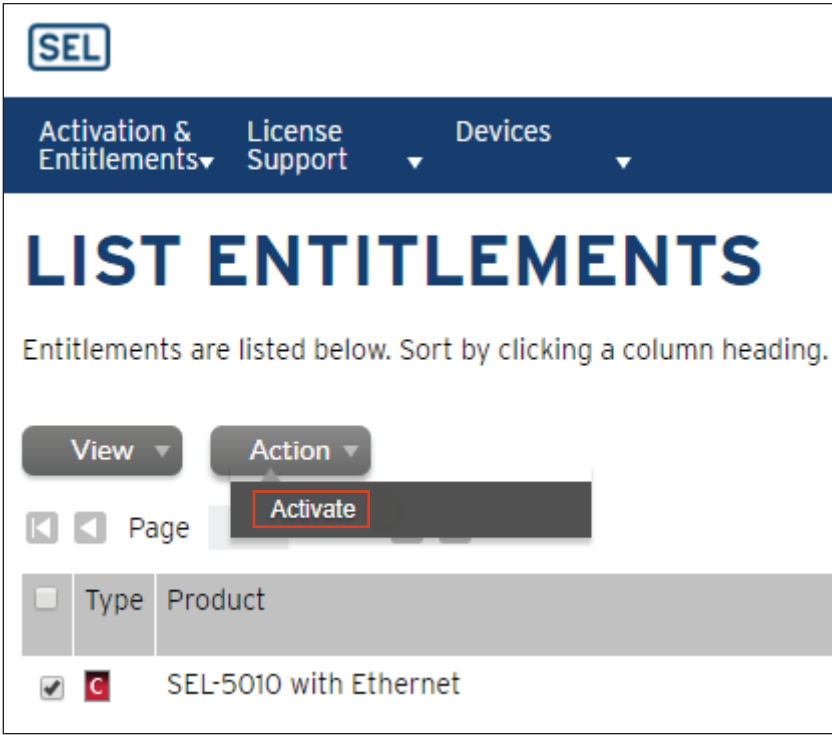 SEL
Activation & Entitlements
License Support
Devices
LIST ENTITLEMENTS
Entitlements are listed below. Sort by clicking a column heading.
View Action
Activate
Page
Type Product
C SEL-5010 with Ethernet